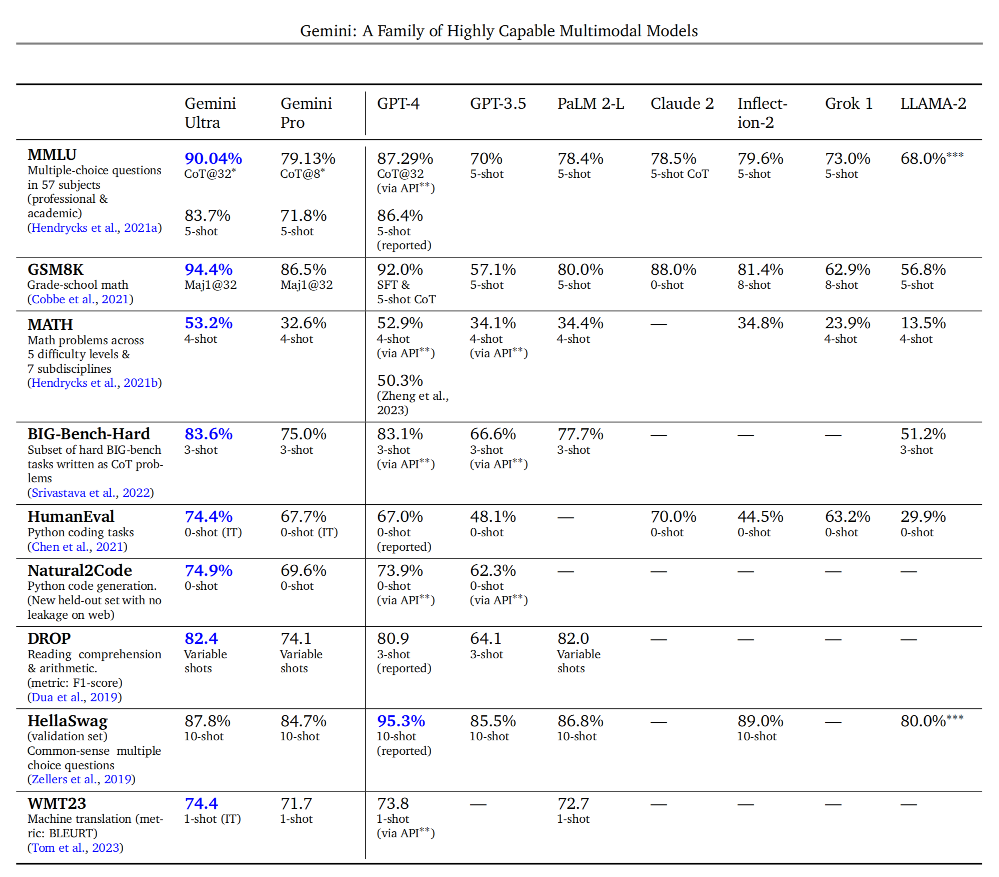 Gemini: A Family of Highly Capable Multimodal Models
Gemini Ultra	Gemini Pro	GPT-4	GPT-3.5	PaLM 2-L	Claude 2	Inflect-ion-2	Grok 1	LLAMA-2
MMLU	90.04%	79.13%	87.29%	70%	78.4%	78.5%	79.6%	73.0%	68.0%***
Multiple-choice questions	CoT@32*	CoT@8*	CoT@32	5-shot	5-shot	5-shot CoT	5-shot	5-shot
in 57 subjects	(via API**)
(professional &
academic)	83.7%	71.8%	86.4%
(Hendrycks et al., 2021a)	5-shot	5-shot	5-shot
(reported)
GSM8K	94.4%	86.5%	92.0%	57.1%	80.0%	88.0%	81.4%	62.9%	56.8%
Grade-school math	Maj1@32	Maj1@32	SFT &	5-shot	5-shot	0-shot	8-shot	8-shot	5-shot
(Cobbe et al., 2021)	5-shot CoT
MATH	53.2%	32.6%	52.9%	34.1%	34.4%	—	34.8%	23.9%	13.5%
Math problems across	4-shot	4-shot	4-shot	4-shot	4-shot	4-shot	4-shot
5 difficulty levels &	(via API**)	(via API**)
7 subdisciplines
(Hendrycks et al., 2021b)	50.3%
(Zheng et al.,
2023)
BIG-Bench-Hard	83.6%	75.0%	83.1%	66.6%	77.7%	—	—	—	51.2%
Subset of hard BIG-bench	3-shot	3-shot	3-shot	3-shot	3-shot	3-shot
tasks written as CoT prob-	(via API**)	(via API**)
lems
(Srivastava et al., 2022)
HumanEval	74.4%	67.7%	67.0%	48.1%	—	70.0%	44.5%	63.2%	29.9%
Python coding tasks	0-shot (IT)	0-shot (IT)	0-shot	0-shot	0-shot	0-shot	0-shot	0-shot
(Chen et al., 2021)	(reported)
Natural2Code	74.9%	69.6%	73.9%	62.3%	—	—	—	—	—
Python code generation.	0-shot	0-shot	0-shot	0-shot
(New held-out set with no	(via API**)	(via API**)
leakage on web)
DROP	82.4	74.1	80.9	64.1	82.0	—	—	—	—
Reading comprehension	Variable	Variable	3-shot	3-shot	Variable
& arithmetic.	shots	shots	(reported)	shots
(metric: F1-score)
(Dua et al., 2019)
HellaSwag	87.8%	84.7%	95.3%	85.5%	86.8%	—	89.0%	—	80.0%***
(validation set)	10-shot	10-shot	10-shot	10-shot	10-shot	10-shot
Common-sense multiple	(reported)
choice questions
(Zellers et al., 2019)
WMT23	74.4	71.7	73.8	—	72.7	—	—	—	—
Machine translation (met-	1-shot (IT)	1-shot	1-shot	1-shot
ric: BLEURT)	(via API**)
(Tom et al., 2023)